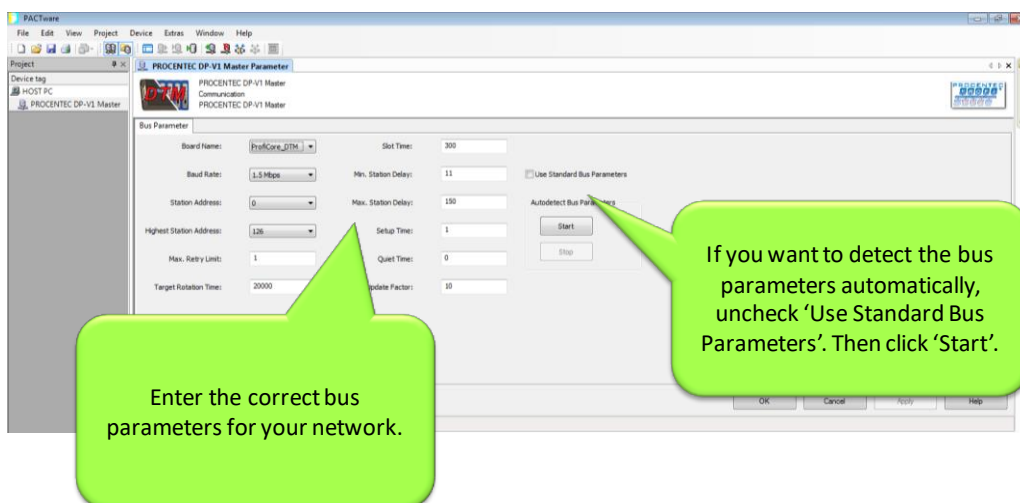 PACTware
File Edit View Project Device Extras Window Help
Project
PROCENTEC DP-V1 Master Parameter
Device tag
HOST PC
PROCENTEC DP-V1 Master
DTM
PROCENTEC DP-V1 Master
Communication
PROCENTEC DP-V1 Master
PROCENTEC
Bus Parameter
Board Name: ProfiCore_DTM Slot Time: 300
Baud Rate: 1.5 Mbps Min. Station Delay: 11 Use Standard Bus Parameters
Station Address: 0 Max. Station Delay: 150 Autodetect Bus Parameters
Highest Station Address: 126 Setup Time: 1 Start
Max. Retry Limit: 1 Quiet Time: 0 Stop
Target Rotation Time: 20000 Update Factor: 10
If you want to detect the bus
parameters automatically,
uncheck ‘Use Standard Bus
Parameters’. Then click ‘Start’.
Enter the correct bus
parameters for your network.
OK Cancel Apply Help